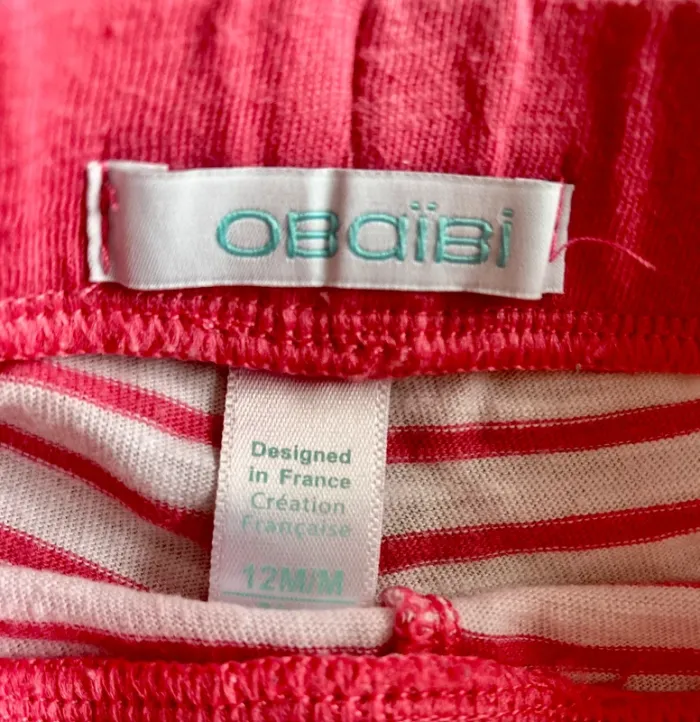 OBaïBi
Designed
in France
Création
Française
12M/M